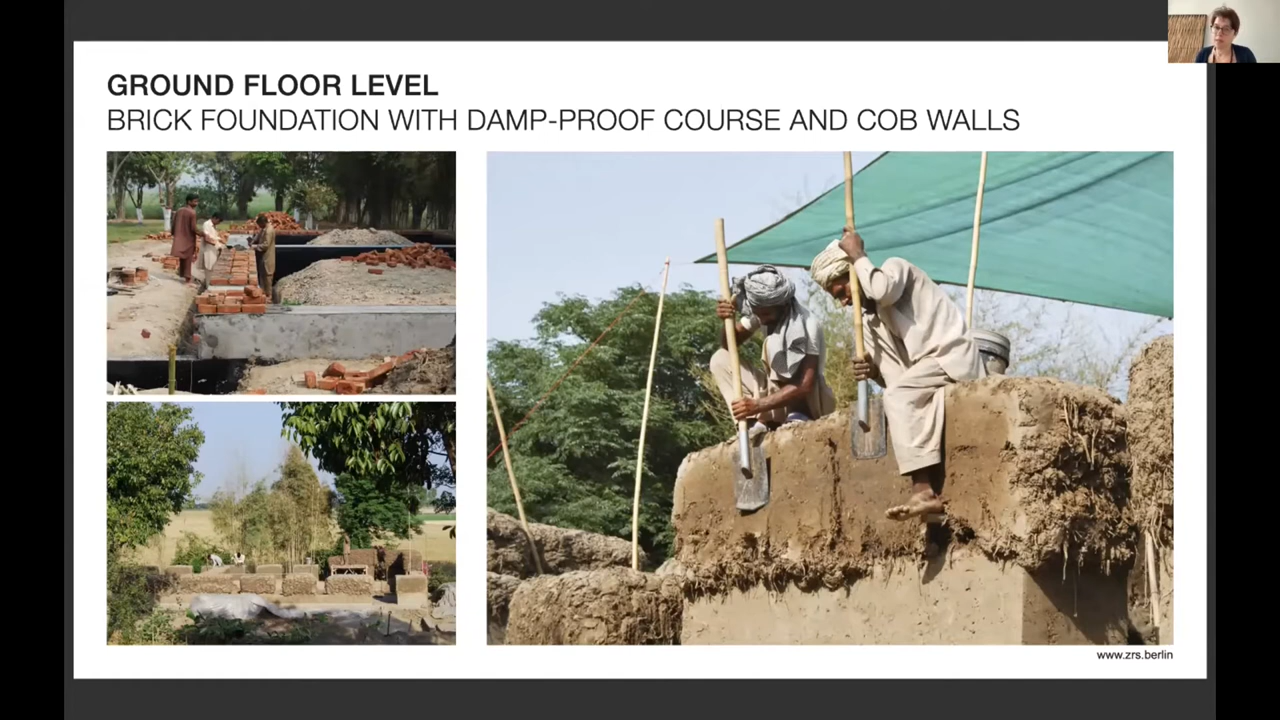 GROUND FLOOR LEVEL
BRICK FOUNDATION WITH DAMP-PROOF COURSE AND COB WALLS
www.zrs.berlin